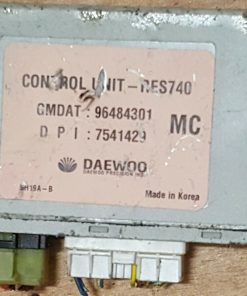 CONTROL UNIT-RES740
GMDAT : 96484301
D P I : 7541429
MC
DAEWOO
DAEWOO PRECISION IND.
Made in Korea